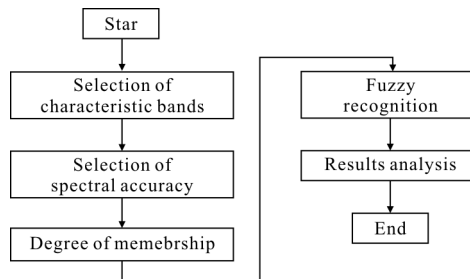 Star
Selection of
characteristic bands
Selection of
spectral accuracy
Degree of memebrship
Fuzzy
recognition
Results analysis
End